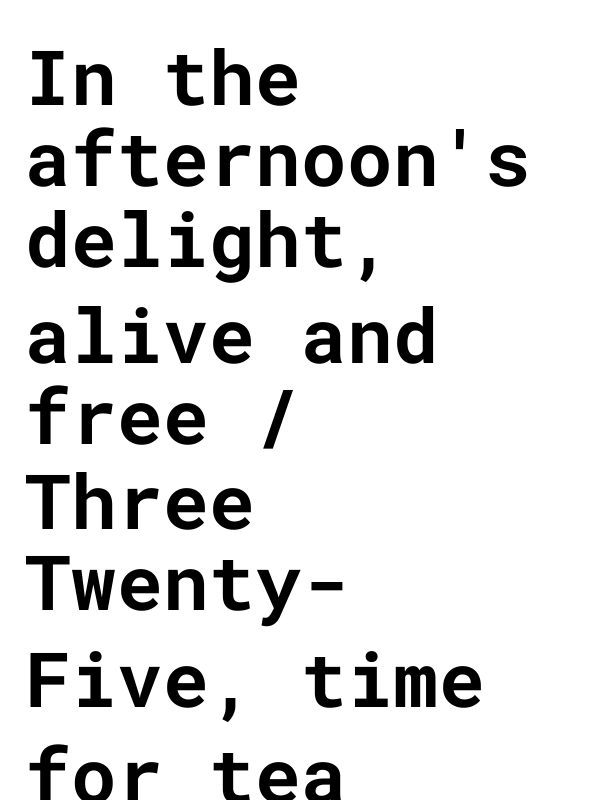 In the
afternoon's
delight,
alive and
free /
Three
Twenty-
Five, time
for tea